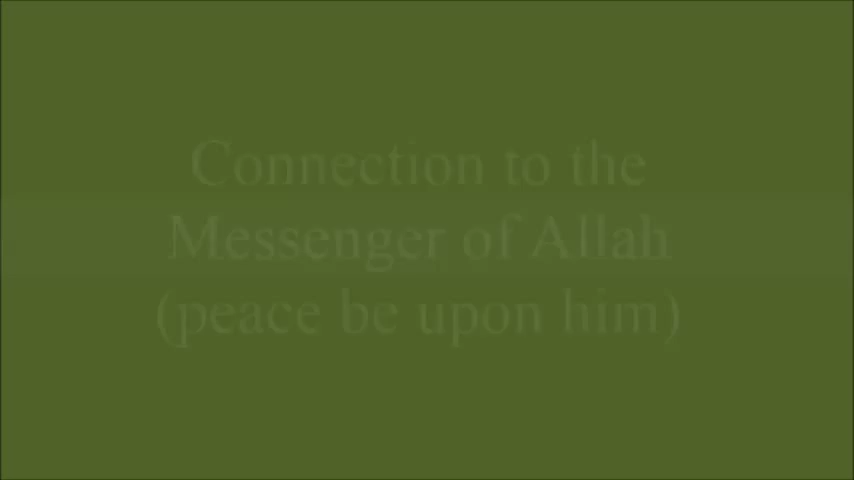 Connection to the
Messenger of Allah
(peace be upon him)